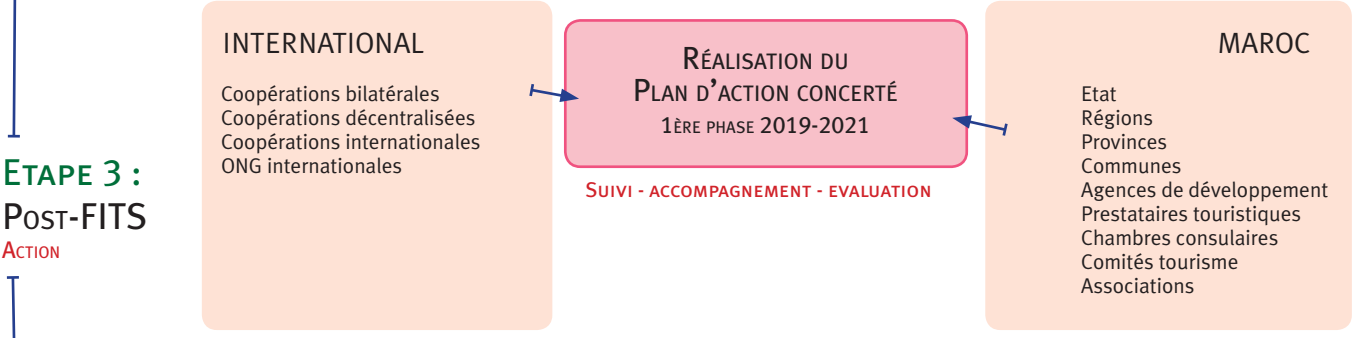 ETAPE 3 :
POST-FITS
ACTION
INTERNATIONAL
Coopérations bilatérales
Coopérations décentralisées
Coopérations internationales
ONG internationales
RÉALISATION DU
PLAN D'ACTION CONCERTÉ
1ÈRE PHASE 2019-2021
SUIVI - ACCOMPAGNEMENT - EVALUATION
MAROC
Etat
Régions
Provinces
Communes
Agences de développement
Prestataires touristiques
Chambres consulaires
Comités tourisme
Associations